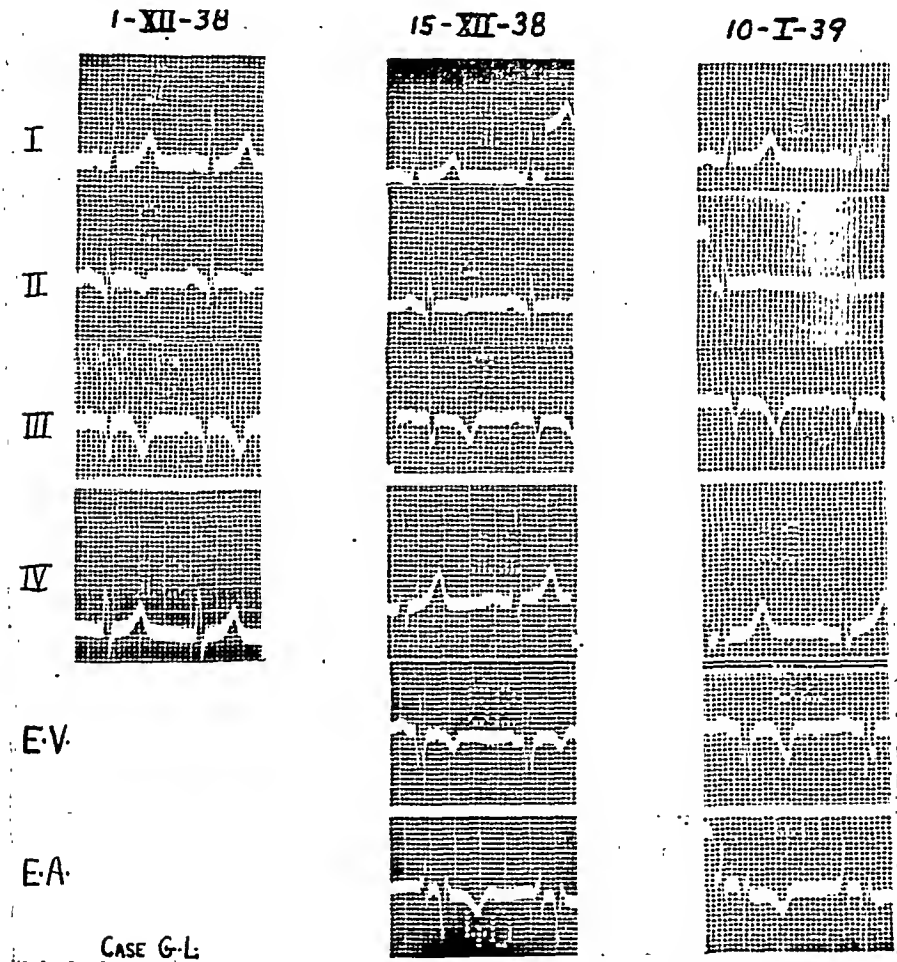 1-XII-38
15-XII-38
10-I-39
I
II
III
IV
E.V.
E.A.
CASE G.L.